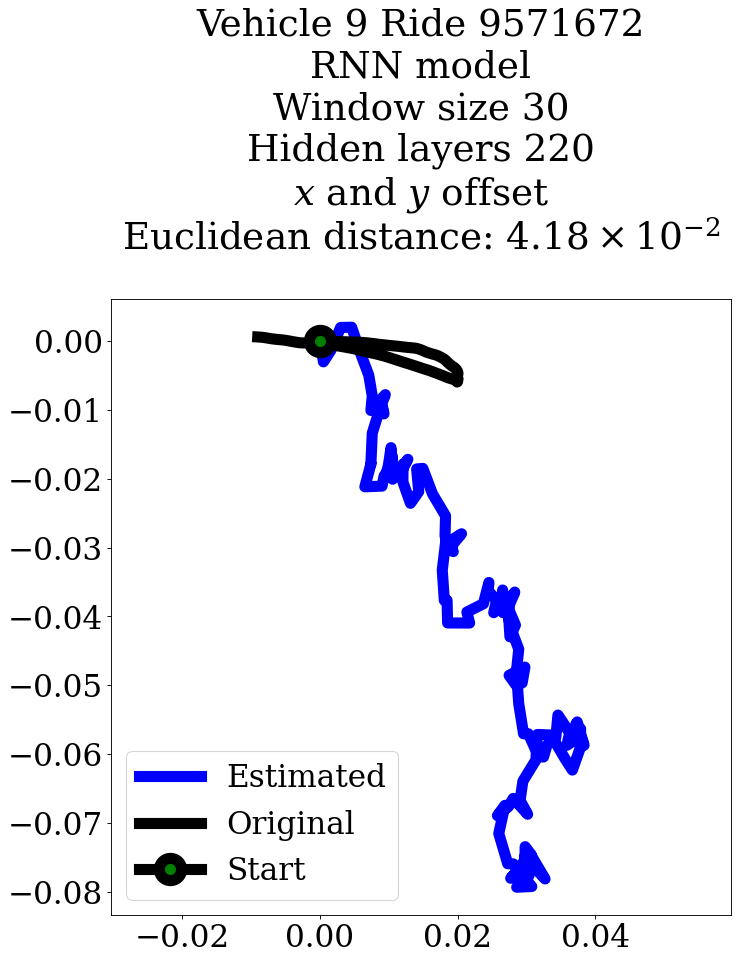 Vehicle 9 Ride 9571672
RNN model
Window size 30
Hidden layers 220
x and y offset
Euclidean distance: 4.18 × 10⁻²
0.00
−0.01
−0.02
−0.03
−0.04
−0.05
−0.06
−0.07
−0.08
Estimated
Original
Start
−0.02 0.00 0.02 0.04